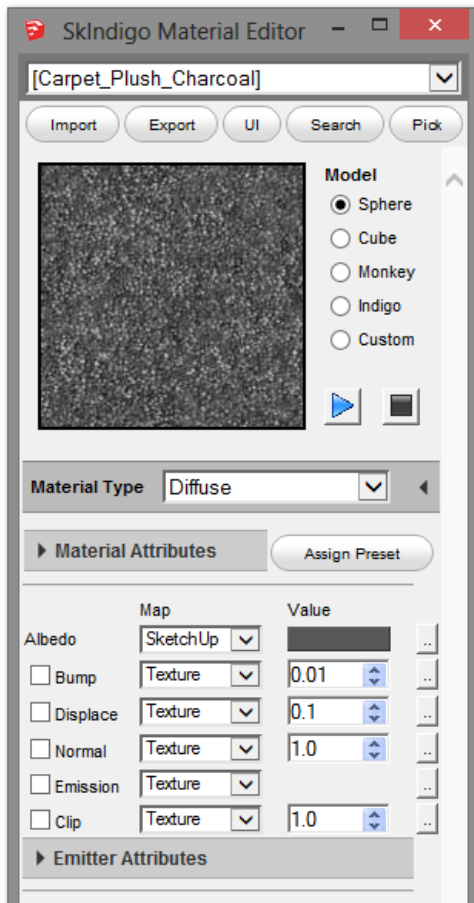 SkIndigo Material Editor
[Carpet_Plush_Charcoal]
Import Export UI Search Pick
Model
Sphere
Cube
Monkey
Indigo
Custom
Material Type Diffuse
Material Attributes Assign Preset
Map Value
Albedo SketchUp ..
Bump Texture 0.01 ..
Displace Texture 0.1 ..
Normal Texture 1.0 ..
Emission Texture ..
Clip Texture 1.0 ..
Emitter Attributes